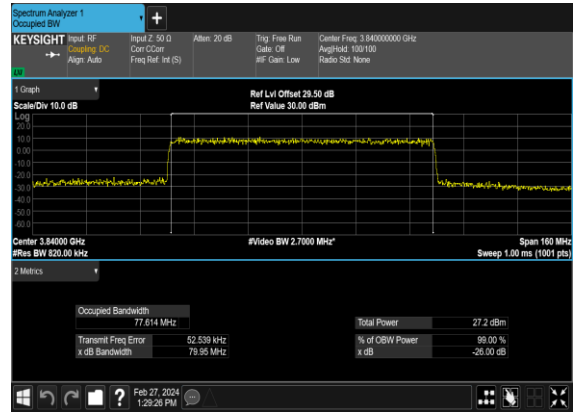 Spectrum Analyzer 1
Occupied BW
+
KEYSIGHT Input: RF Input Z: 50 Ω Atten: 20 dB Trig: Free Run Center Freq: 3.840000000 GHz
Coupling: DC Corr CCorr Gate: Off Avg|Hold: 100/100
Align: Auto Freq Ref: Int (S) #IF Gain: Low Radio Std: None
LXI
1 Graph
Ref Lvl Offset 29.50 dB
Scale/Div 10.0 dB Ref Value 30.00 dBm
Log
20.0
10.0
0.00
-10.0
-20.0
-30.0
-40.0
-50.0
-60.0
Center 3.84000 GHz #Video BW 2.7000 MHz* Span 160 MHz
#Res BW 820.00 kHz Sweep 1.00 ms (1001 pts)
2 Metrics
Occupied Bandwidth
77.614 MHz Total Power 27.2 dBm
Transmit Freq Error 52.539 kHz % of OBW Power 99.00 %
x dB Bandwidth 79.95 MHz x dB -26.00 dB
? Feb 27, 2024
1:29:26 PM